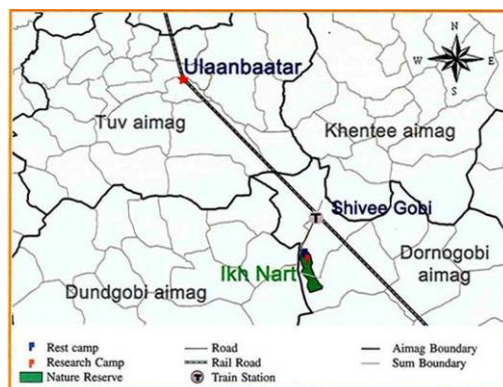 N
W E
S
Ulaanbaatar
Tuv aimag
Khentee aimag
T
Shivee Gobi
Ikh Nart
Dornogobi
aimag
Dundgobi aimag
Rest camp
Research Camp
Nature Reserve
Road
Rail Road
T Train Station
Aimag Boundary
Sum Boundary